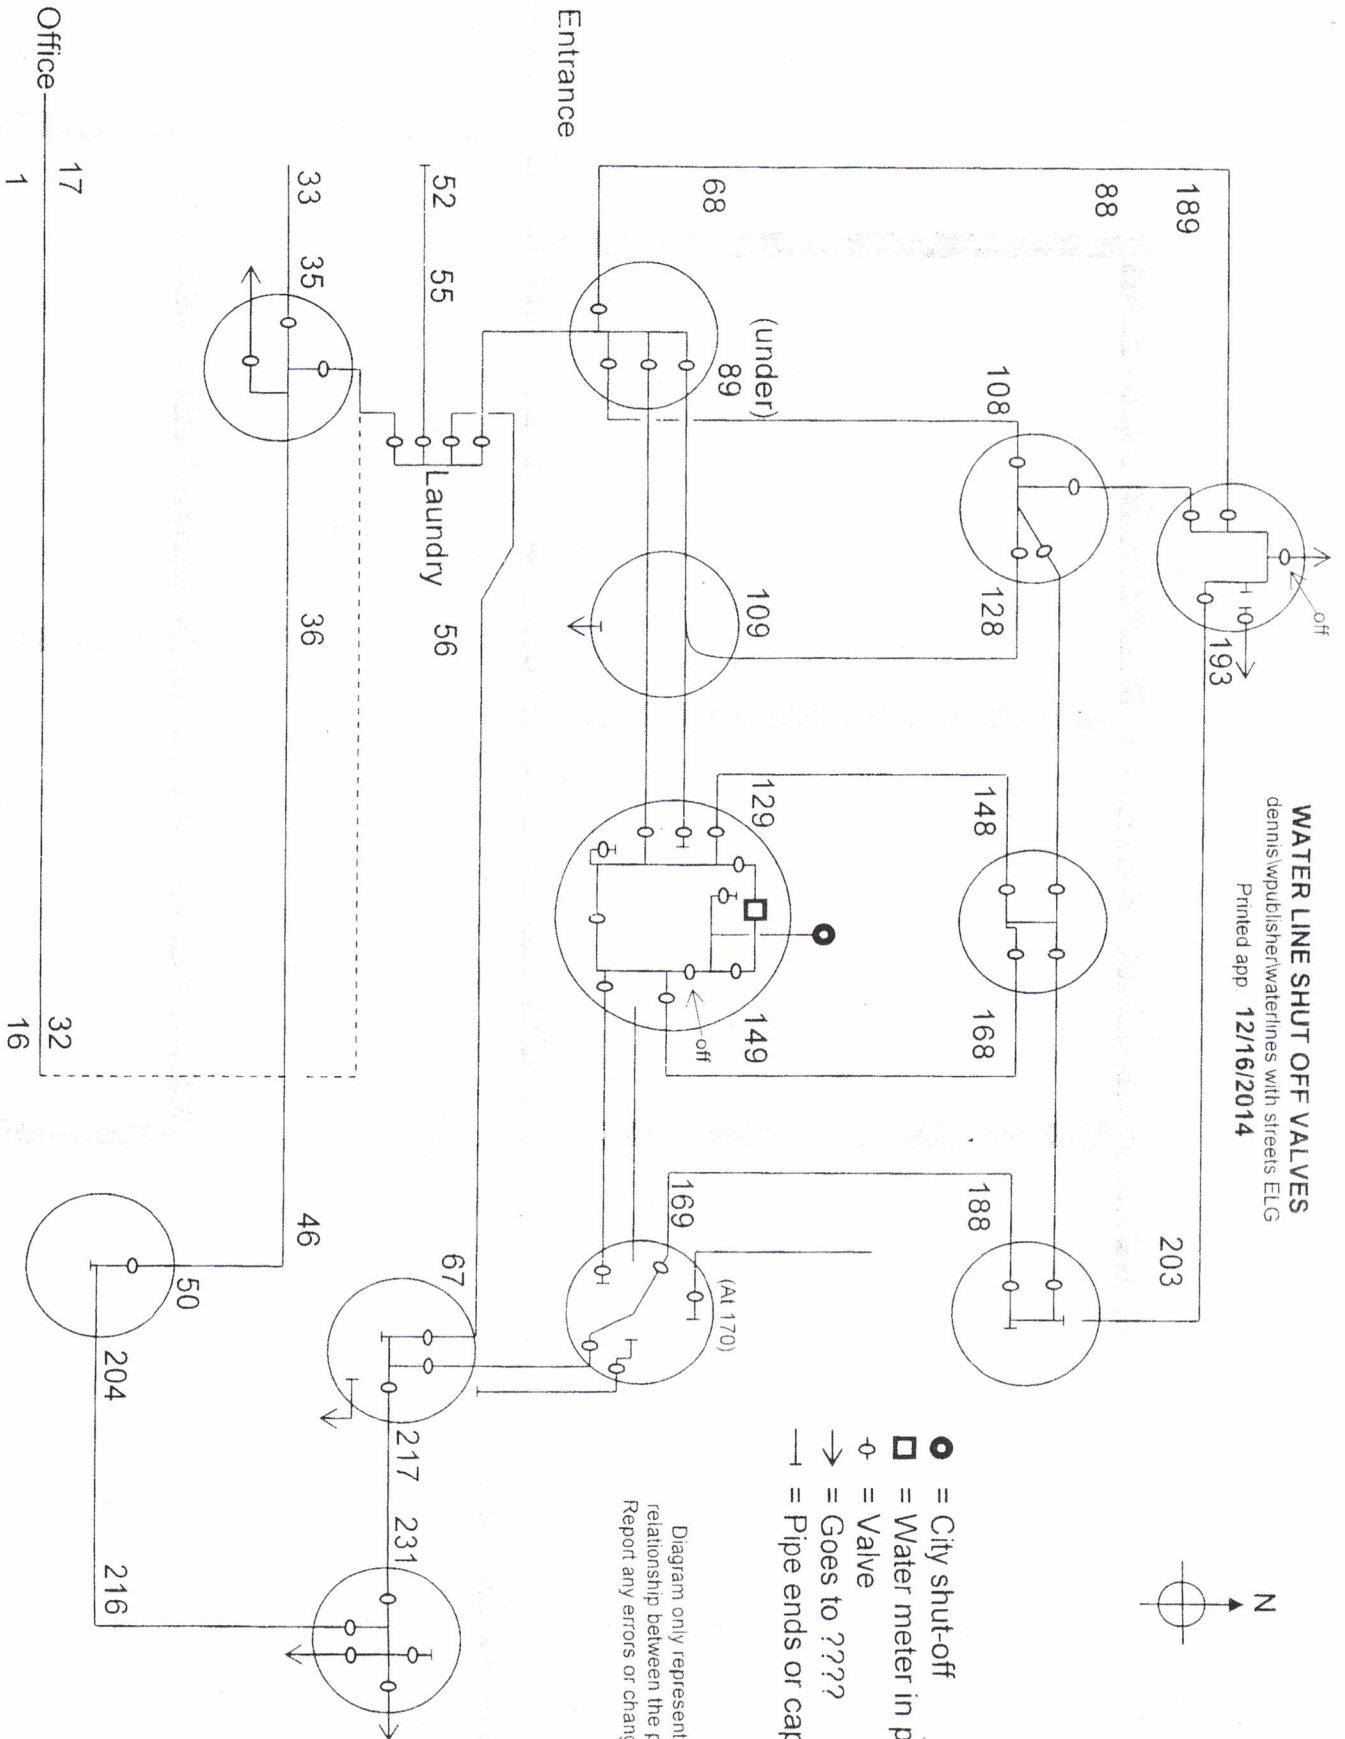 WATER LINE SHUT OFF VALVES
dennis\wpublisher\waterlines with streets ELG
Printed app. 12/16/2014
N
off
189
193
203
88
108
128
148
168
188
68
(under)
89
109
129
149
off
169
(At 170)
Entrance
52
55
Laundry
56
67
33
35
36
46
50
217
231
17
32
204
216
Office
1
16
= City shut-off
= Water meter in
= Valve
= Goes to ????
= Pipe ends or
Diagram only
relationship between the
Report any errors or